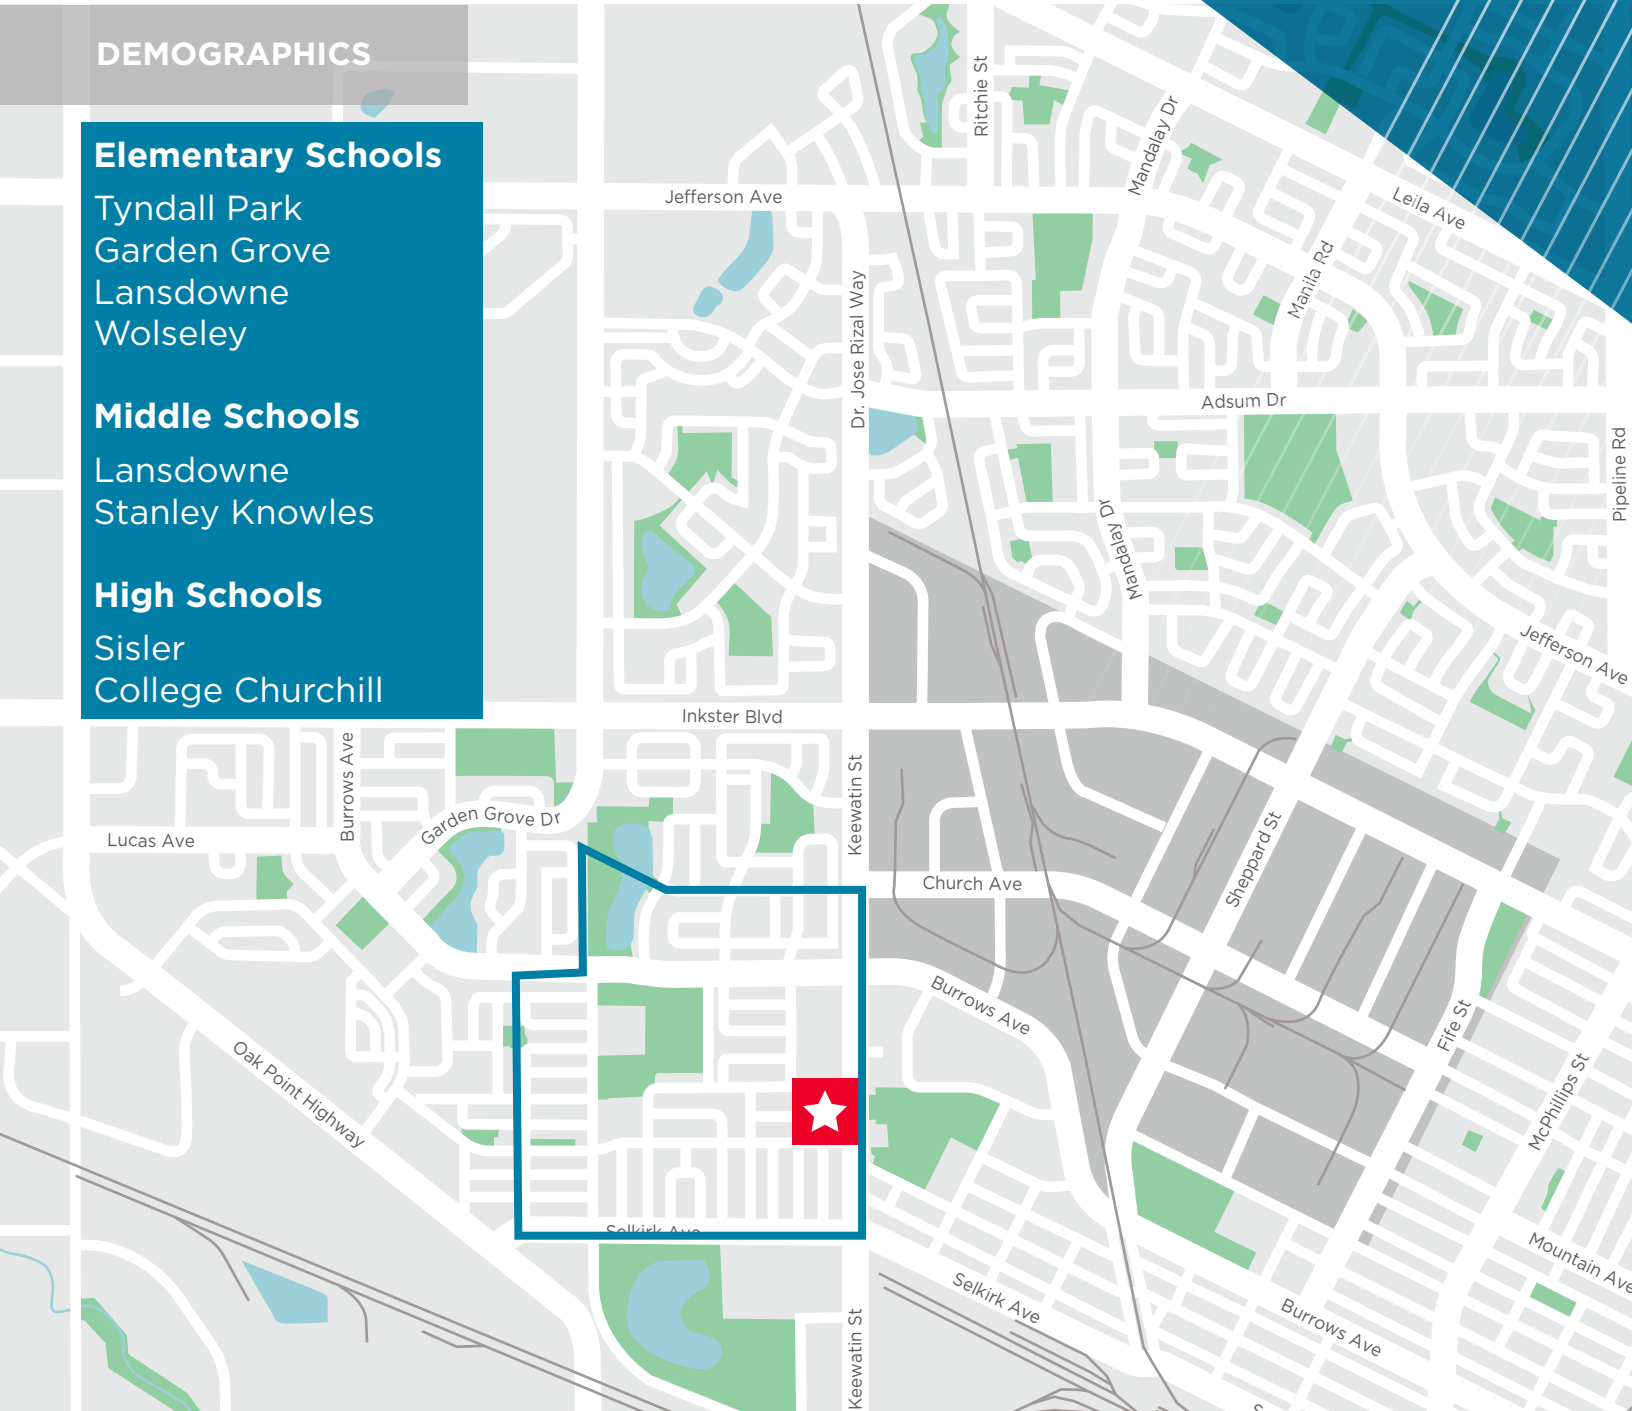 DEMOGRAPHICS
Elementary Schools
Tyndall Park
Garden Grove
Lansdowne
Wolseley
Middle Schools
Lansdowne
Stanley Knowles
High Schools
Sisler
College Churchill
Ritchie St
Mandalay Dr
Jefferson Ave
Leila Ave
Manila Rd
Dr. Jose Rizal Way
Adsum Dr
Pipeline Rd
Mandalay Dr
Jefferson Ave
Inkster Blvd
Burrows Ave
Garden Grove Dr
Keewatin St
Lucas Ave
Sheppard St
Church Ave
Burrows Ave
Fife St
Oak Point Highway
McPhillips St
Selkirk Ave
Mountain Ave
Selkirk Ave
Burrows Ave
Keewatin St